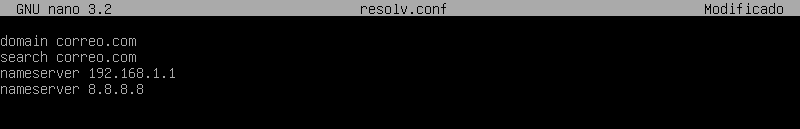 GNU nano 3.2 resolv.conf Modificado
domain correo.com
search correo.com
nameserver 192.168.1.1
nameserver 8.8.8.8